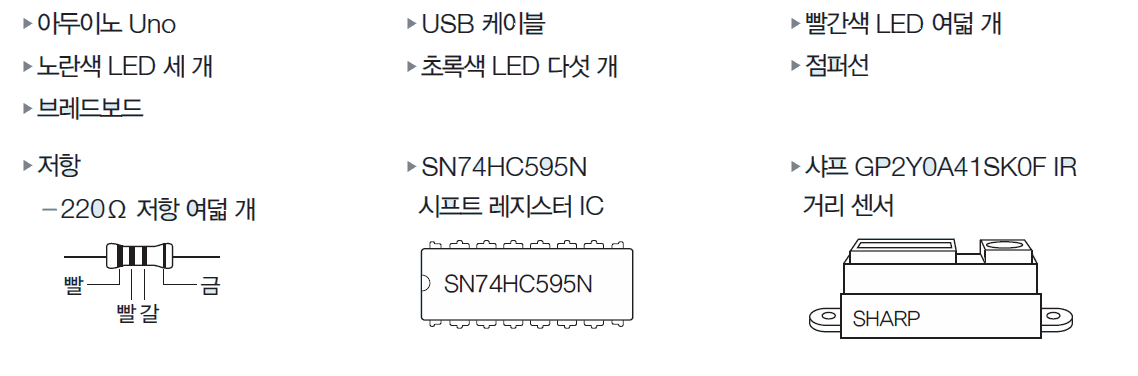 ▸ 아두이노 Uno
▸ USB 케이블
▸ 빨간색 LED 여덟 개
▸ 노란색 LED 세 개
▸ 초록색 LED 다섯 개
▸ 점퍼선
▸ 브레드보드
▸ 저항
– 220Ω 저항 여덟 개
빨
빨 갈
금
▸ SN74HC595N
시프트 레지스터 IC
SN74HC595N
▸ 샤프 GP2Y0A41SK0F IR
거리 센서
SHARP